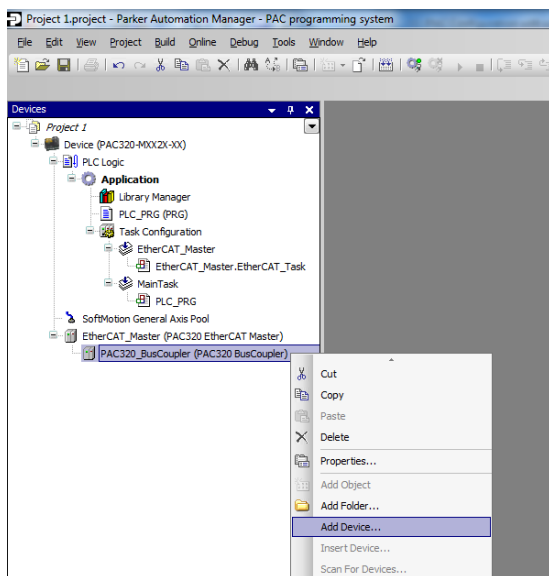 Project 1.project - Parker Automation Manager - PAC programming system
File Edit View Project Build Online Debug Tools Window Help
Devices
Project 1
Device (PAC320-MXX2X-XX)
PLC Logic
Application
Library Manager
PLC_PRG (PRG)
Task Configuration
EtherCAT_Master
EtherCAT_Master.EtherCAT_Task
MainTask
PLC_PRG
SoftMotion General Axis Pool
EtherCAT_Master (PAC320 EtherCAT Master)
PAC320_BusCoupler (PAC320 BusCoupler)
Cut
Copy
Paste
Delete
Properties...
Add Object
Add Folder...
Add Device...
Insert Device...
Scan For Devices...